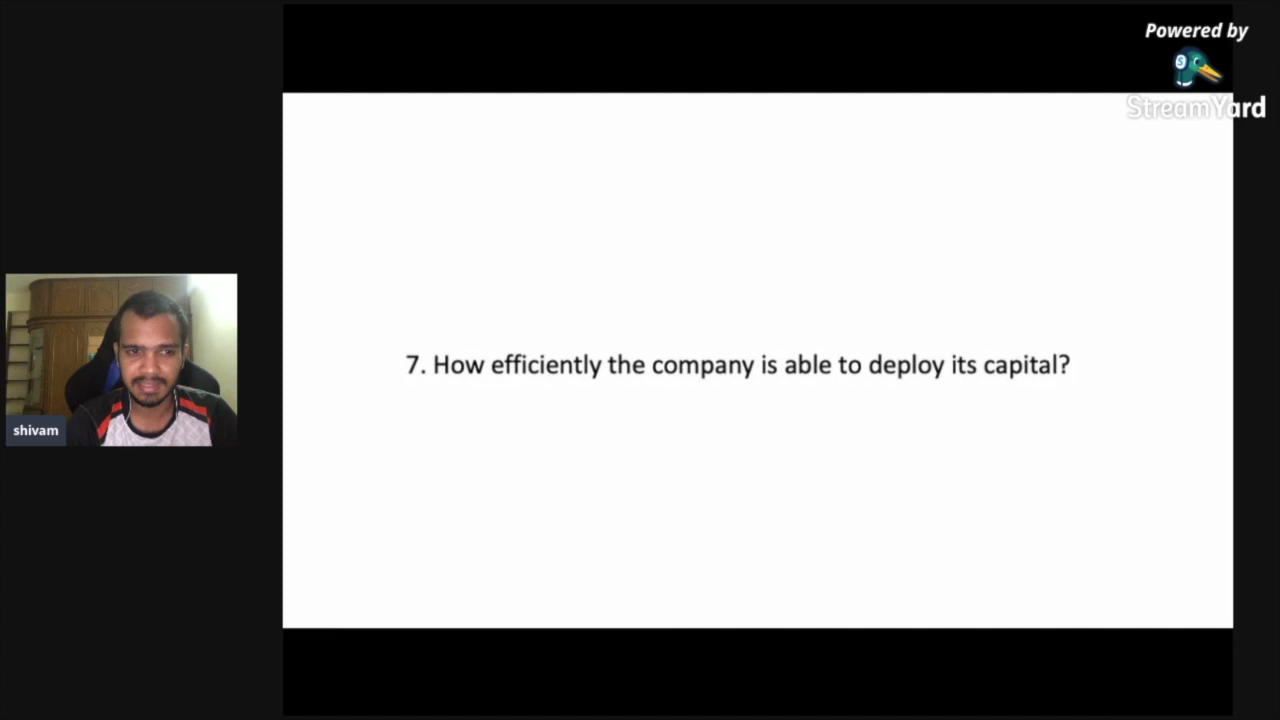 Powered by
StreamYard
7. How efficiently the company is able to deploy its capital?
shivam